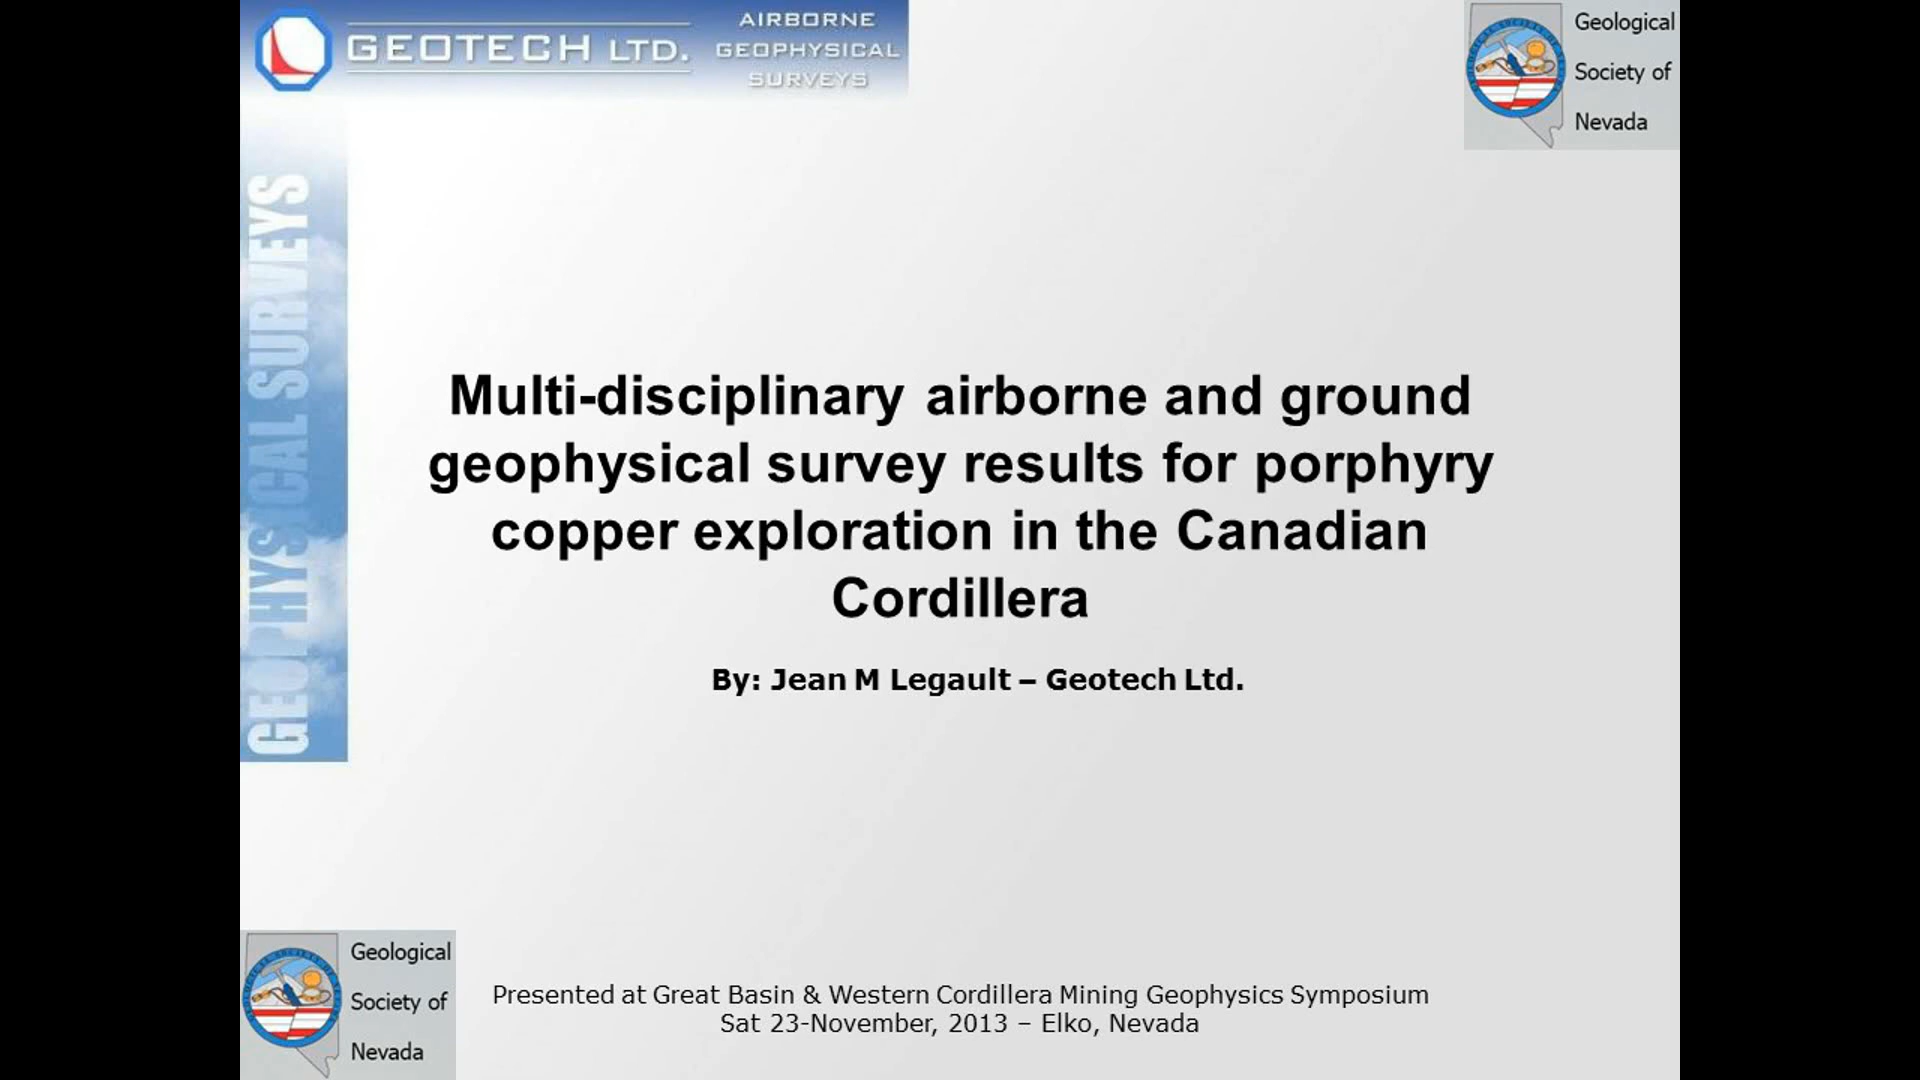 GEOTECH LTD.
AIRBORNE
GEOPHYSICAL
SURVEYS
Geological
Society of
Nevada
GEOPHYSICAL SURVEYS
Multi-disciplinary airborne and ground
geophysical survey results for porphyry
copper exploration in the Canadian
Cordillera
By: Jean M Legault – Geotech Ltd.
Geological
Society of
Nevada
Presented at Great Basin & Western Cordillera Mining Geophysics Symposium
Sat 23-November, 2013 – Elko, Nevada